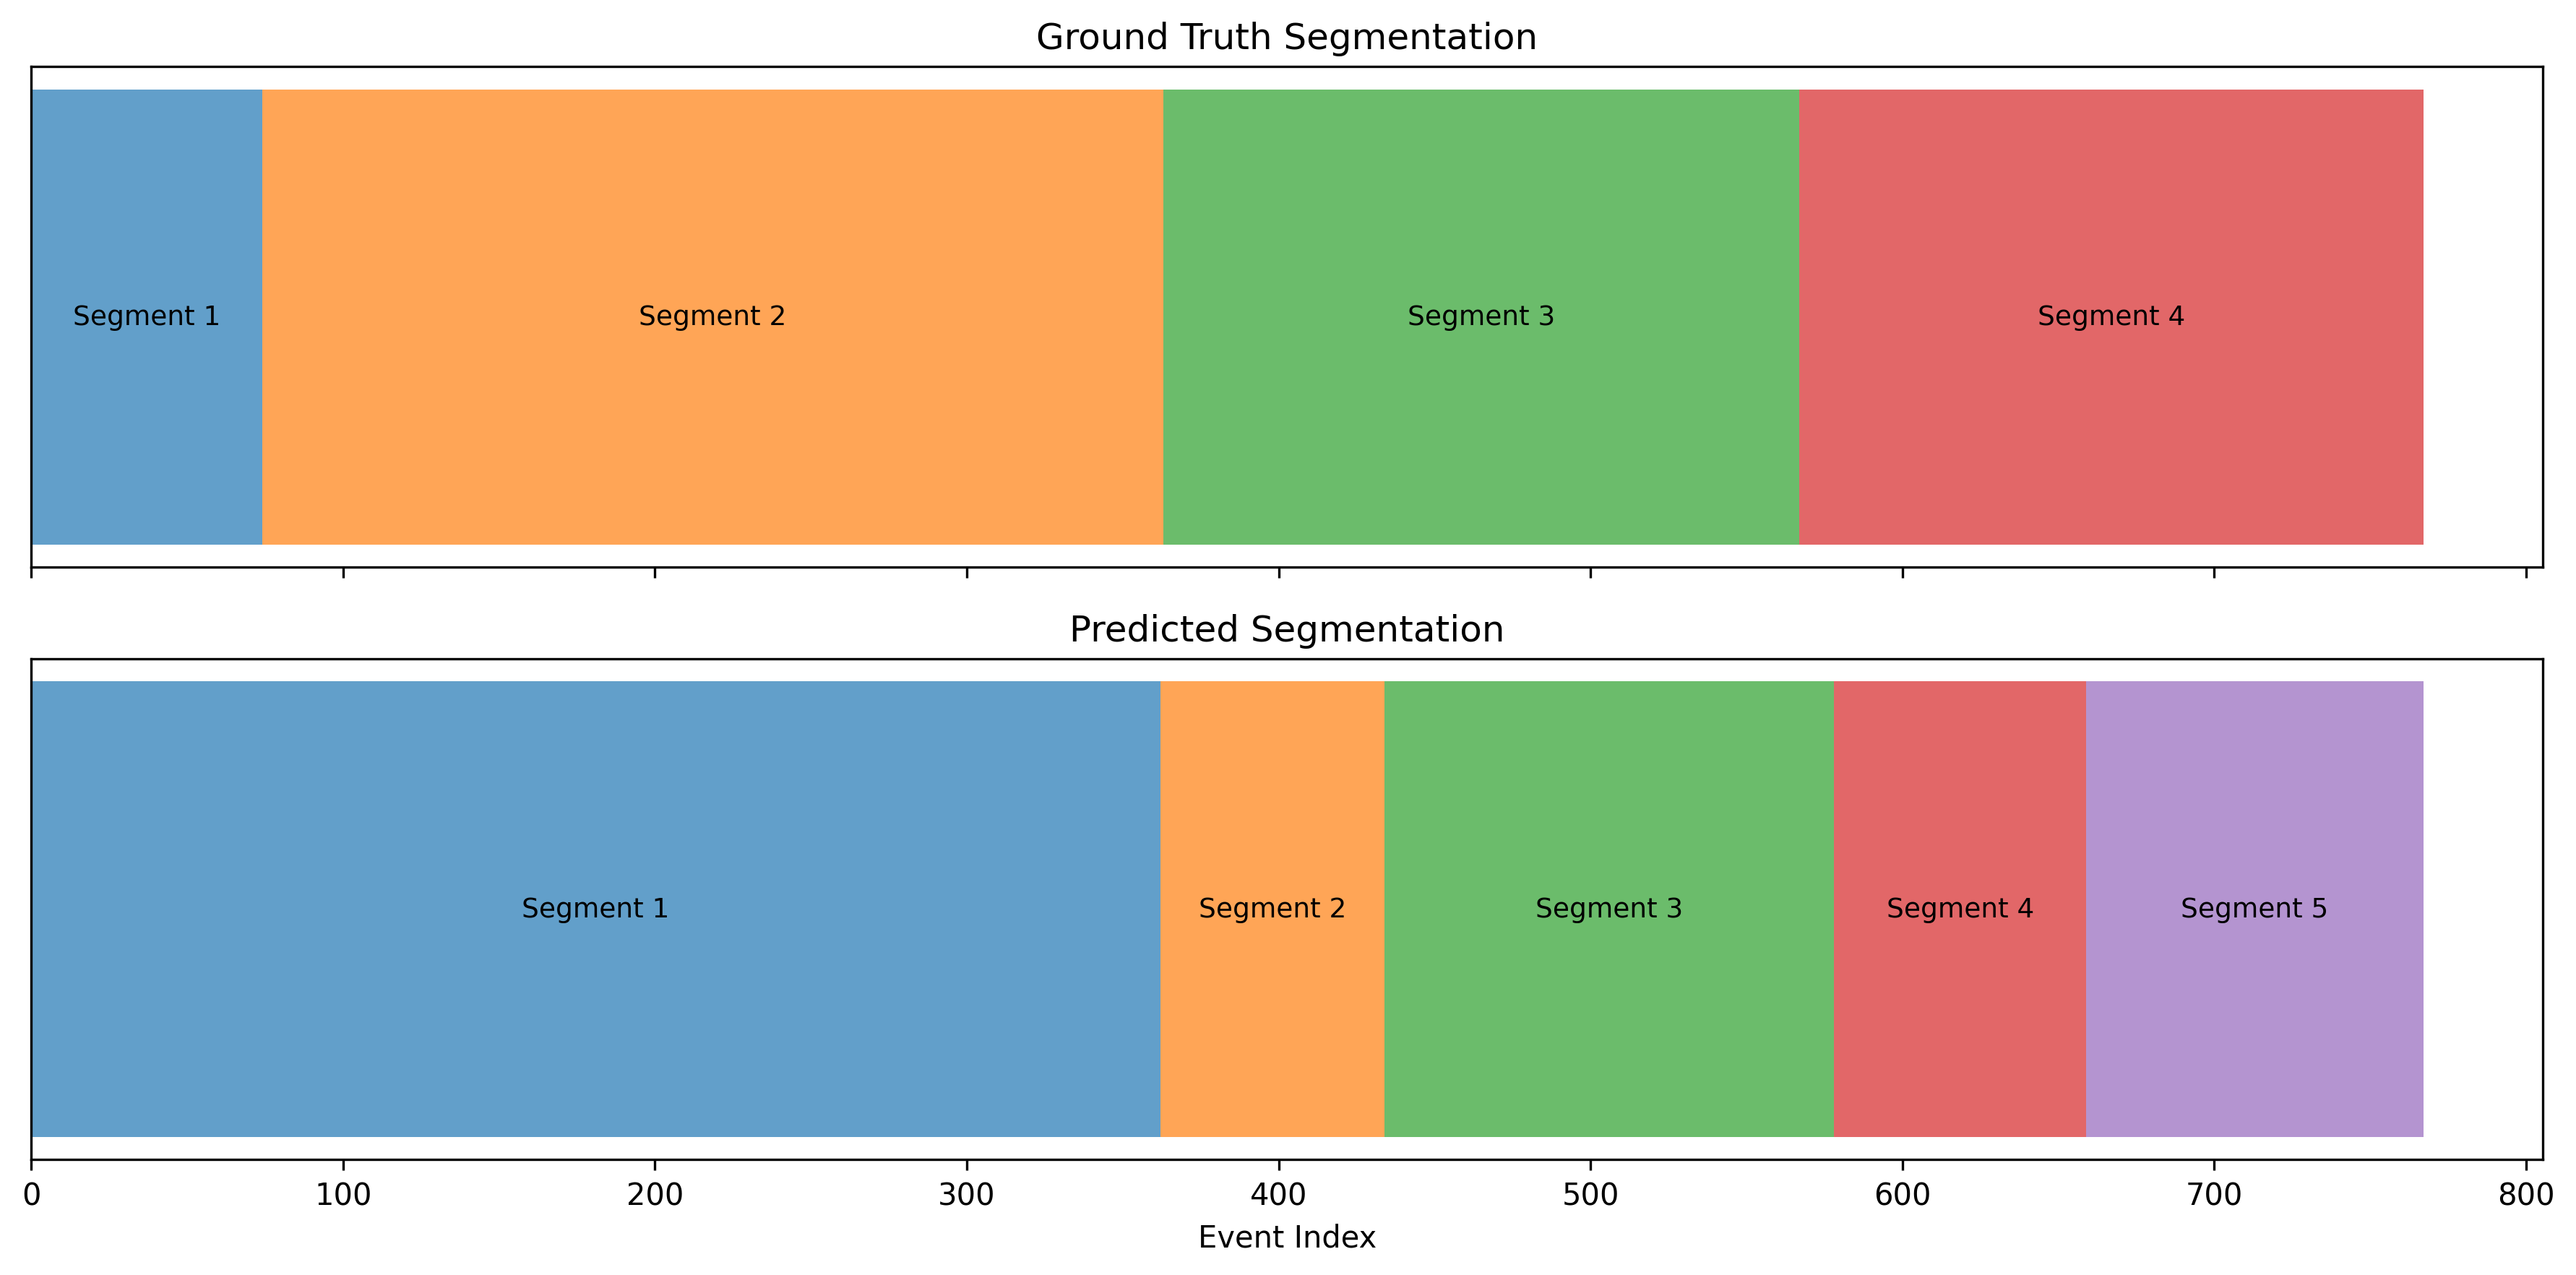 Ground Truth Segmentation
Segment 1 Segment 2 Segment 3 Segment 4
Predicted Segmentation
Segment 1 Segment 2 Segment 3 Segment 4 Segment 5
0 100 200 300 400 500 600 700 800
Event Index